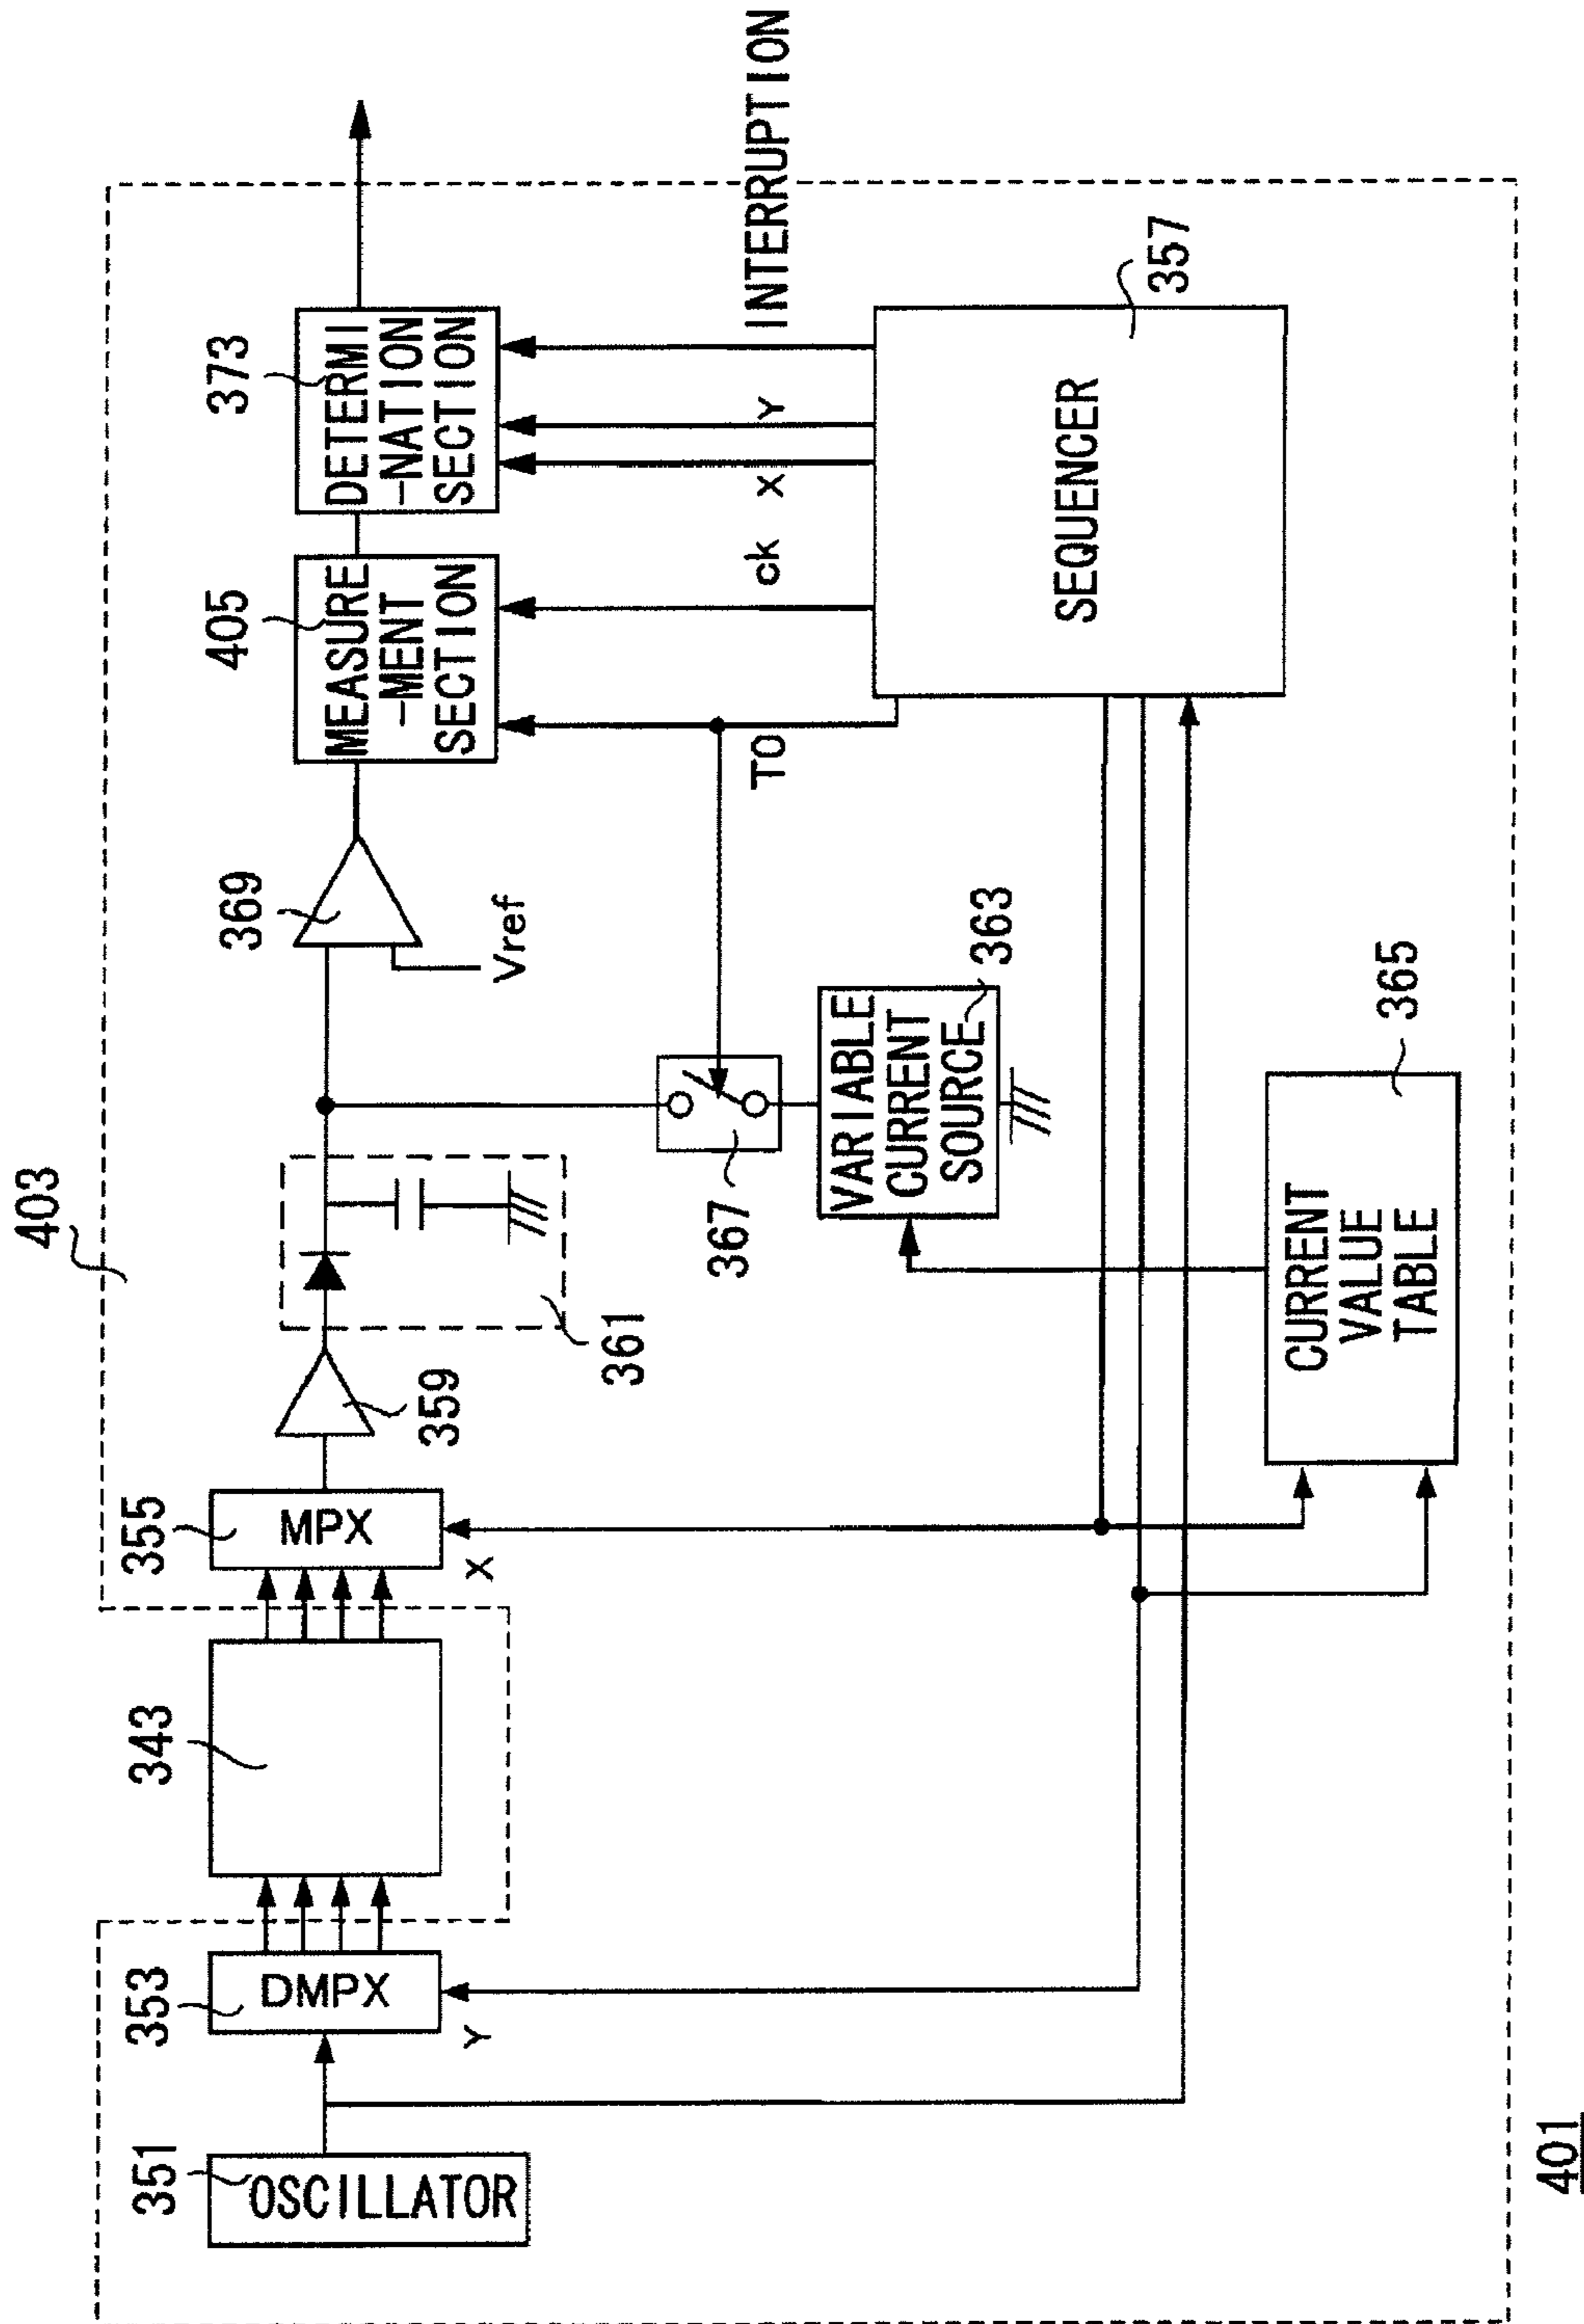 403
351
OSCILLATOR
353
DMPX
Y
343
355
MPX
X
359
361
367
369
Vref
VARIABLE
CURRENT
SOURCE
363
405
MEASURE
-MENT
SECTION
373
DETERMI
-NATION
SECTION
T0
ck
X
Y
INTERRUPTION
SEQUENCER
357
CURRENT
VALUE
TABLE
365
401